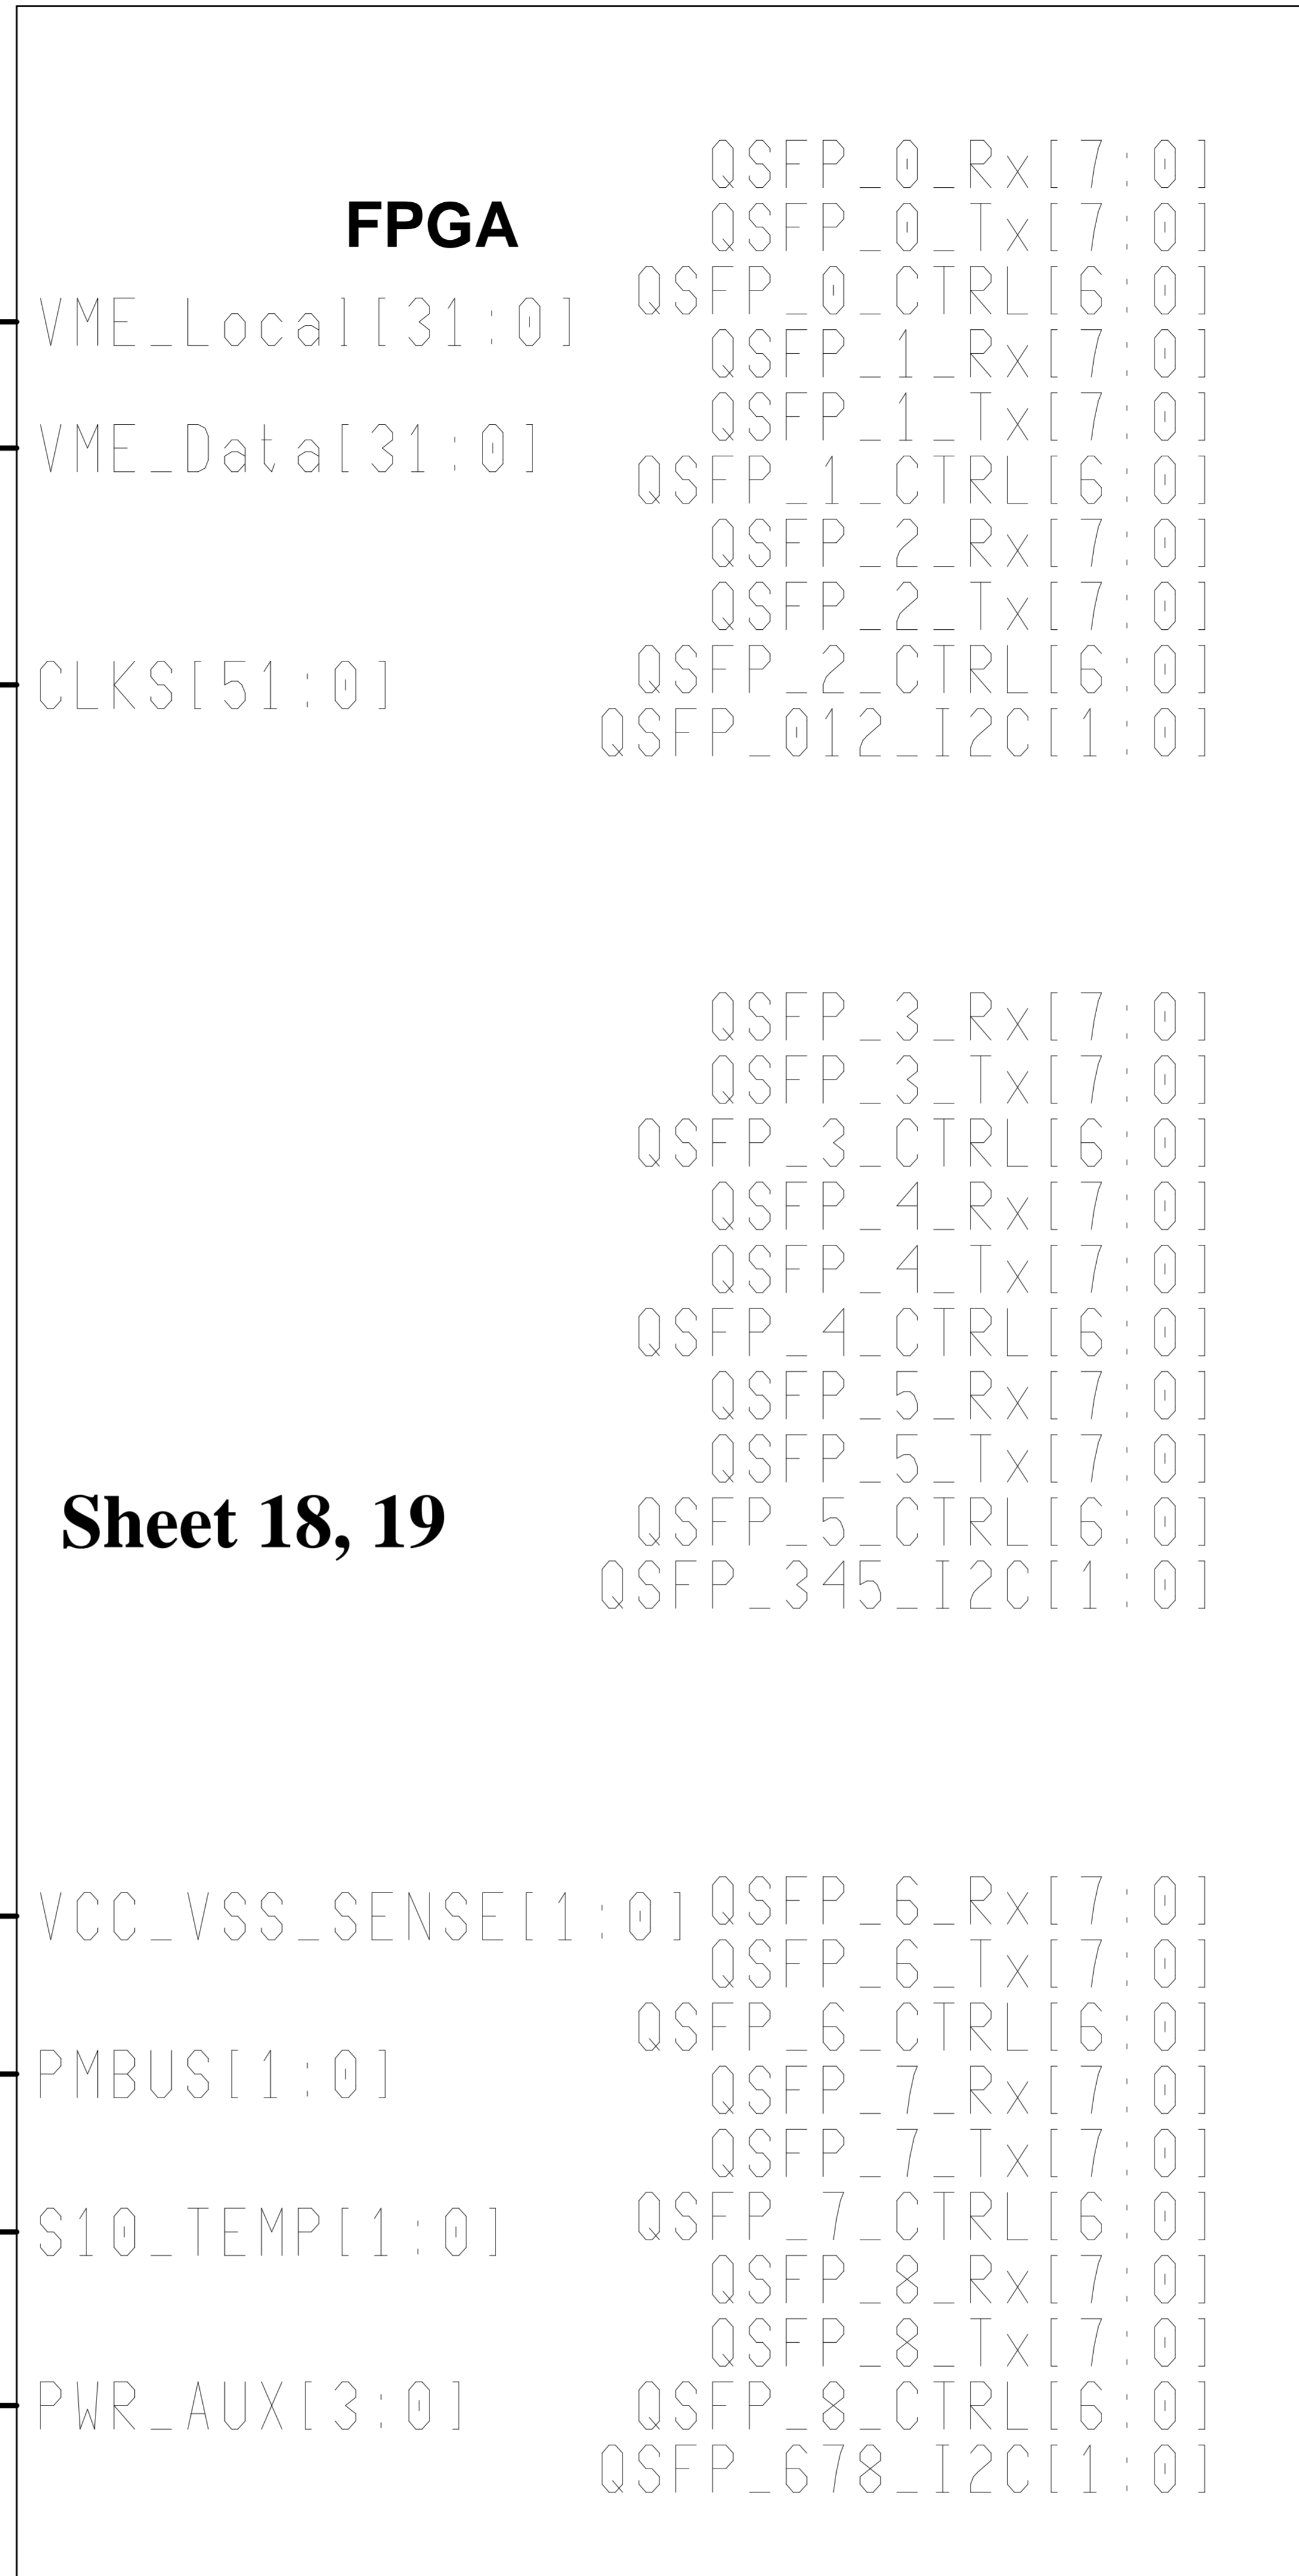 FPGA
VME_Local[31:0]
VME_Data[31:0]
CLKS[51:0]
QSFP_0_Rx[7:0]
QSFP_0_Tx[7:0]
QSFP_0_CTRL[6:0]
QSFP_1_Rx[7:0]
QSFP_1_Tx[7:0]
QSFP_1_CTRL[6:0]
QSFP_2_Rx[7:0]
QSFP_2_Tx[7:0]
QSFP_2_CTRL[6:0]
QSFP_012_I2C[1:0]
QSFP_3_Rx[7:0]
QSFP_3_Tx[7:0]
QSFP_3_CTRL[6:0]
QSFP_4_Rx[7:0]
QSFP_4_Tx[7:0]
QSFP_4_CTRL[6:0]
QSFP_5_Rx[7:0]
QSFP_5_Tx[7:0]
QSFP_5_CTRL[6:0]
QSFP_345_I2C[1:0]
Sheet 18, 19
VCC_VSS_SENSE[1:0]
PMBUS[1:0]
S10_TEMP[1:0]
PWR_AUX[3:0]
QSFP_6_Rx[7:0]
QSFP_6_Tx[7:0]
QSFP_6_CTRL[6:0]
QSFP_7_Rx[7:0]
QSFP_7_Tx[7:0]
QSFP_7_CTRL[6:0]
QSFP_8_Rx[7:0]
QSFP_8_Tx[7:0]
QSFP_8_CTRL[6:0]
QSFP_678_I2C[1:0]